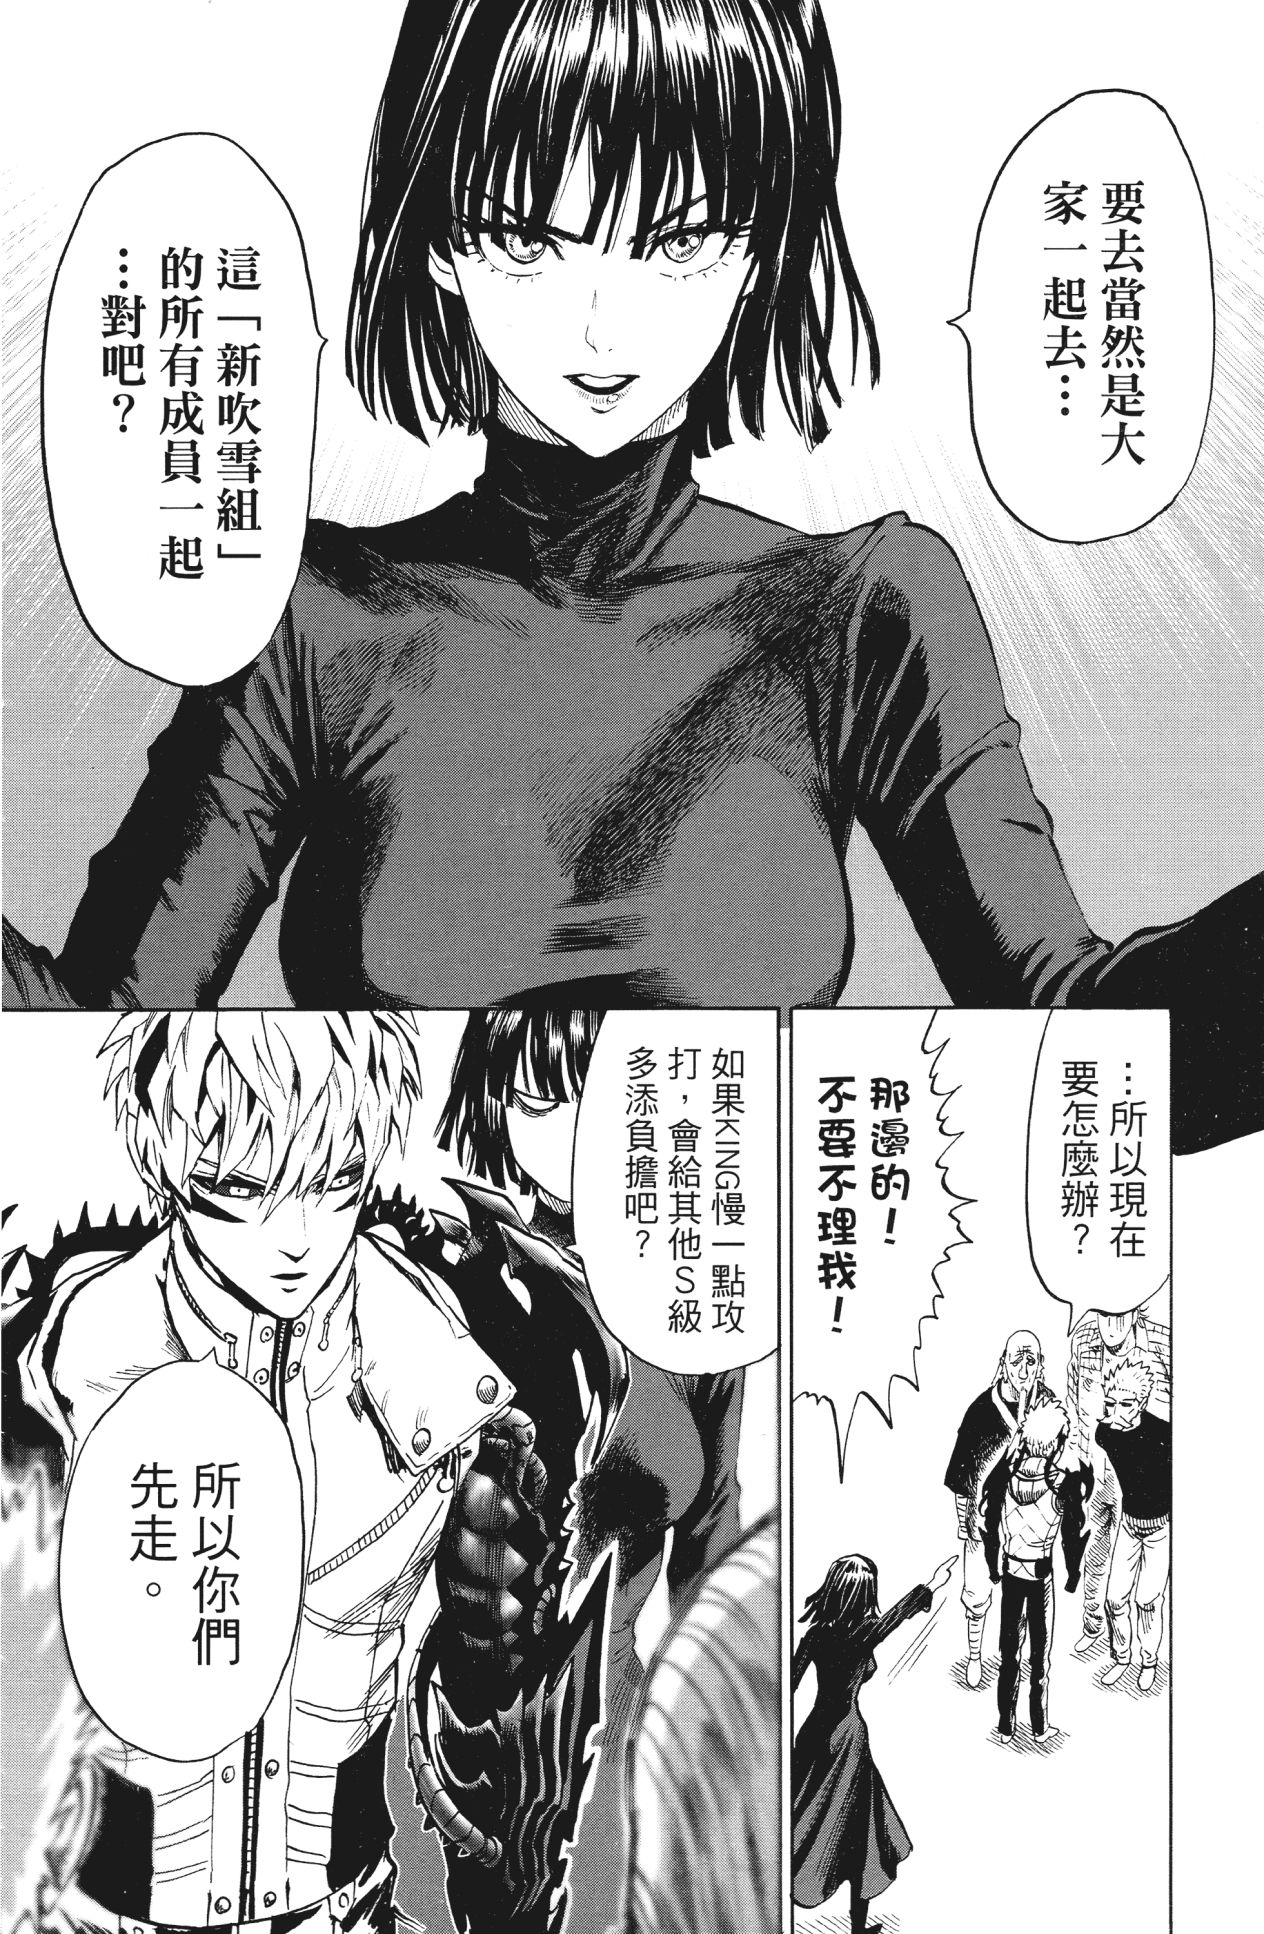 要去當然是大
家一起去…
這「新吹雪組」
的所有成員一起
…對吧？
…所以現在
要怎麼辦？
那邊的！
不要不理我！
如果KING慢一點攻
打，會給其他S級
多添負擔吧？
所以你們
先走。